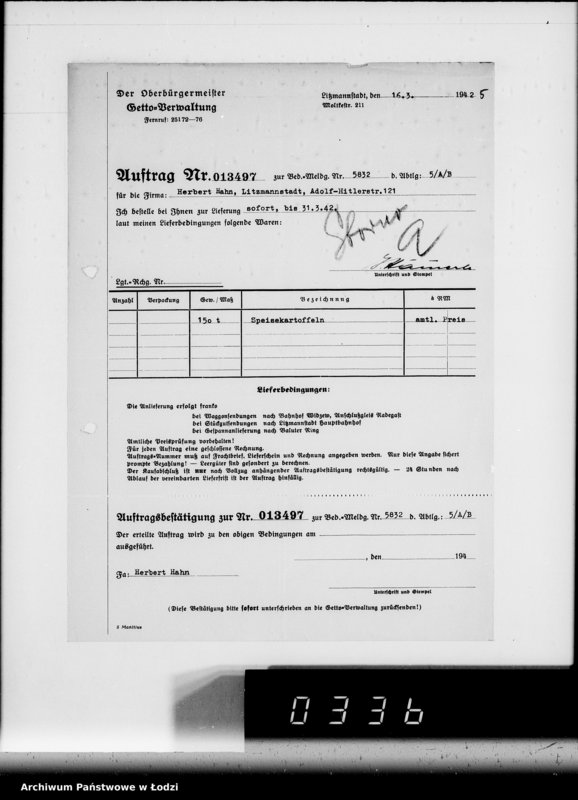 Der Oberbürgermeister
Getto-Verwaltung
Fernruf: 25172—76
Litzmannstadt, den 16.3. 1942 5
Moltkestr. 211
Auftrag Nr. 013497 zur Bed.-Meldg. Nr. 5832 d. Abtlg: 5/A/B
für die Firma: Herbert Hahn, Litzmannstadt, Adolf-Hitlerstr.121
Ich bestelle bei Ihnen zur Lieferung sofort, bis 31.3.42.
laut meinen Lieferbedingungen folgende Waren:
Storno
Unterschrift und Stempel
Lgt.-Rchg. Nr.
Anzahl Verpackung Gew. / Maß Bezeichnung à RM
150 t Speisekartoffeln amtl. Preis
Lieferbedingungen:
Die Anlieferung erfolgt franko
bei Waggonsendungen nach Bahnhof Widzew, Anschlußgleis Radegast
bei Stückgutsendungen nach Litzmannstadt Hauptbahnhof
bei Gespannanlieferung nach Baluter Ring
Amtliche Preisprüfung vorbehalten!
Für jeden Auftrag eine geschlossene Rechnung.
Auftrags-Nummer muß auf Frachtbrief, Lieferschein und Rechnung angegeben werden. Nur diese Angabe sichert
prompte Bezahlung! — Leergüter sind gesondert zu berechnen.
Der Kaufabschluß ist nur nach Vollzug anhängender Auftragsbestätigung rechtsgültig. — 24 Stunden nach
Ablauf der vereinbarten Lieferfrist ist der Auftrag hinfällig.
Auftragsbestätigung zur Nr. 013497 zur Bed.-Meldg. Nr. 5832 d. Abtlg.: 5/A/B
Der erteilte Auftrag wird zu den obigen Bedingungen am
ausgeführt.
, den 194
Fa: Herbert Hahn
Unterschrift und Stempel
(Diese Bestätigung bitte sofort unterschrieben an die Getto-Verwaltung zurücksenden!)
S Manitius
0336
Archiwum Państwowe w Łodzi